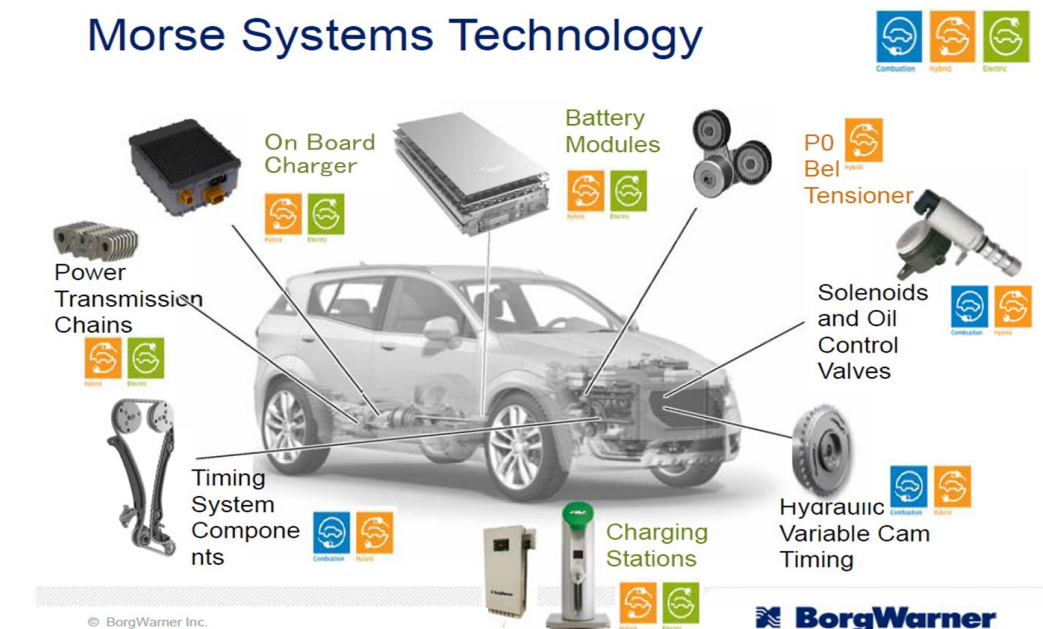 Morse Systems Technology
Combustion
Hybrid
Electric
On Board
Charger
Hybrid
Electric
Battery
Modules
Hybrid
Electric
P0
Bel
Tensioner
Hybrid
Power
Transmission
Chains
Hybrid
Electric
Solenoids
and Oil
Control
Valves
Combustion
Hybrid
Timing
System
Compone
nts
Combustion
Hybrid
Charging
Stations
Hybrid
Electric
Hydraulic
Variable Cam
Timing
Combustion
Hybrid
© BorgWarner Inc.
BorgWarner